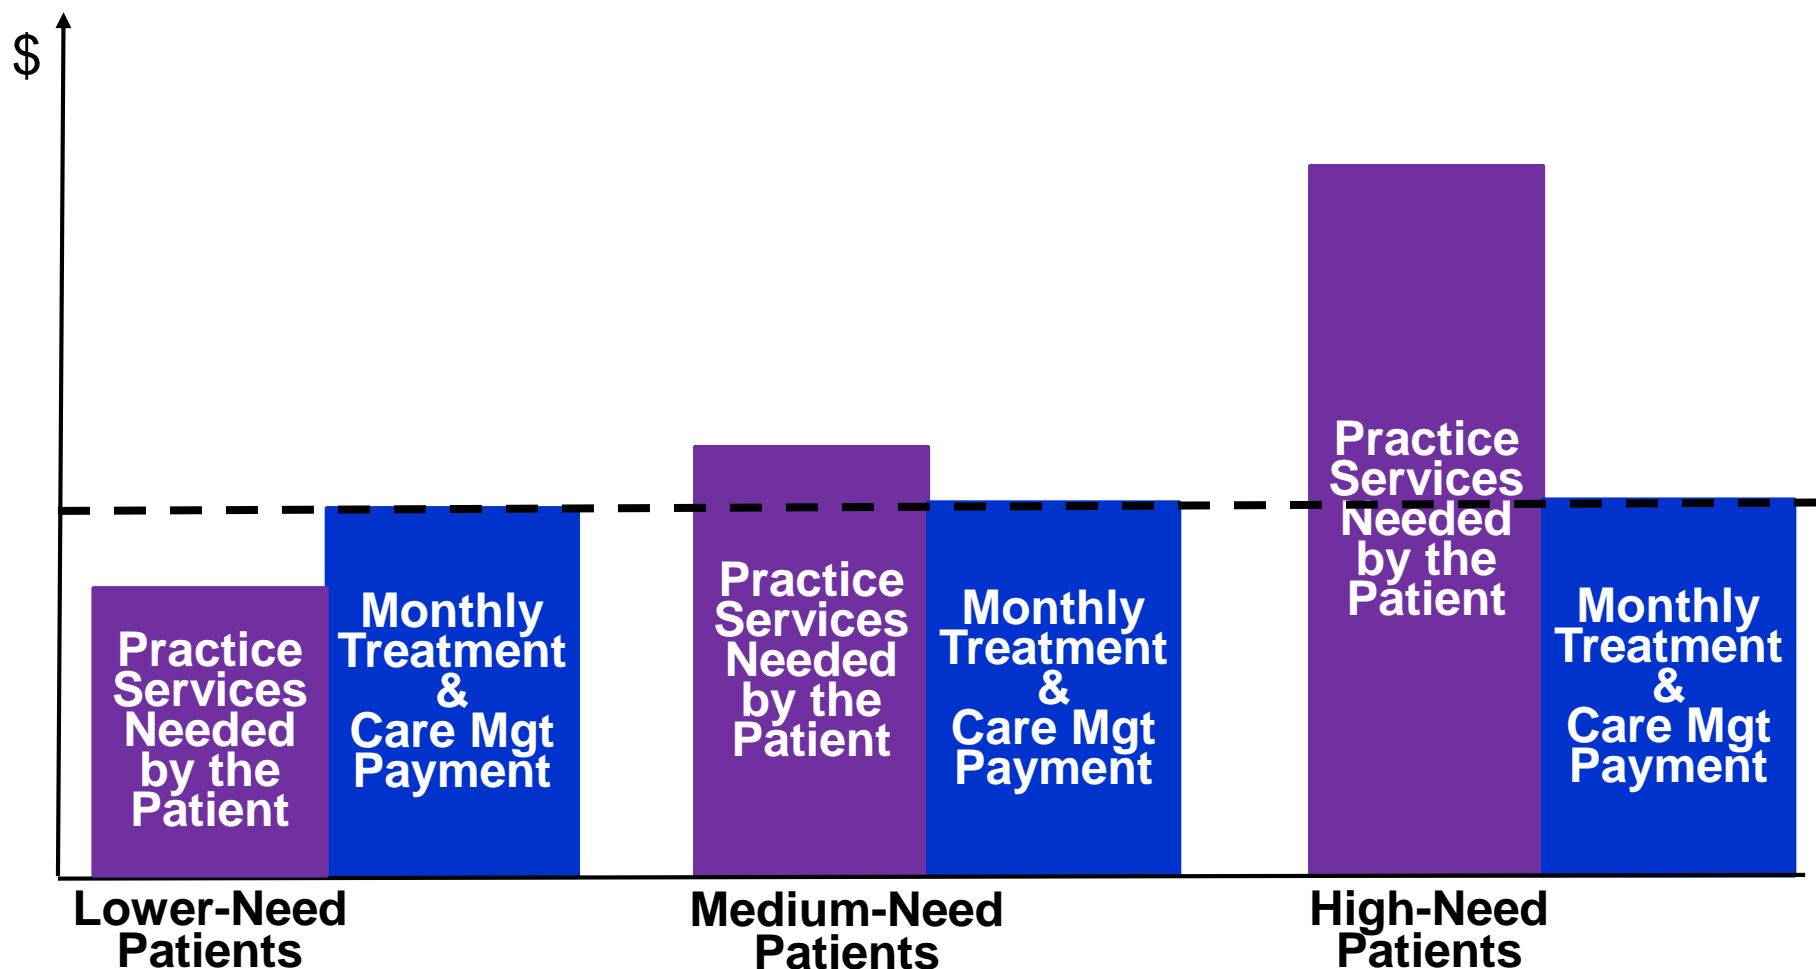 $
Practice
Services
Needed
by the
Patient
Monthly
Treatment
&
Care Mgt
Payment
Practice
Services
Needed
by the
Patient
Monthly
Treatment
&
Care Mgt
Payment
Practice
Services
Needed
by the
Patient
Monthly
Treatment
&
Care Mgt
Payment
Lower-Need
Patients
Medium-Need
Patients
High-Need
Patients